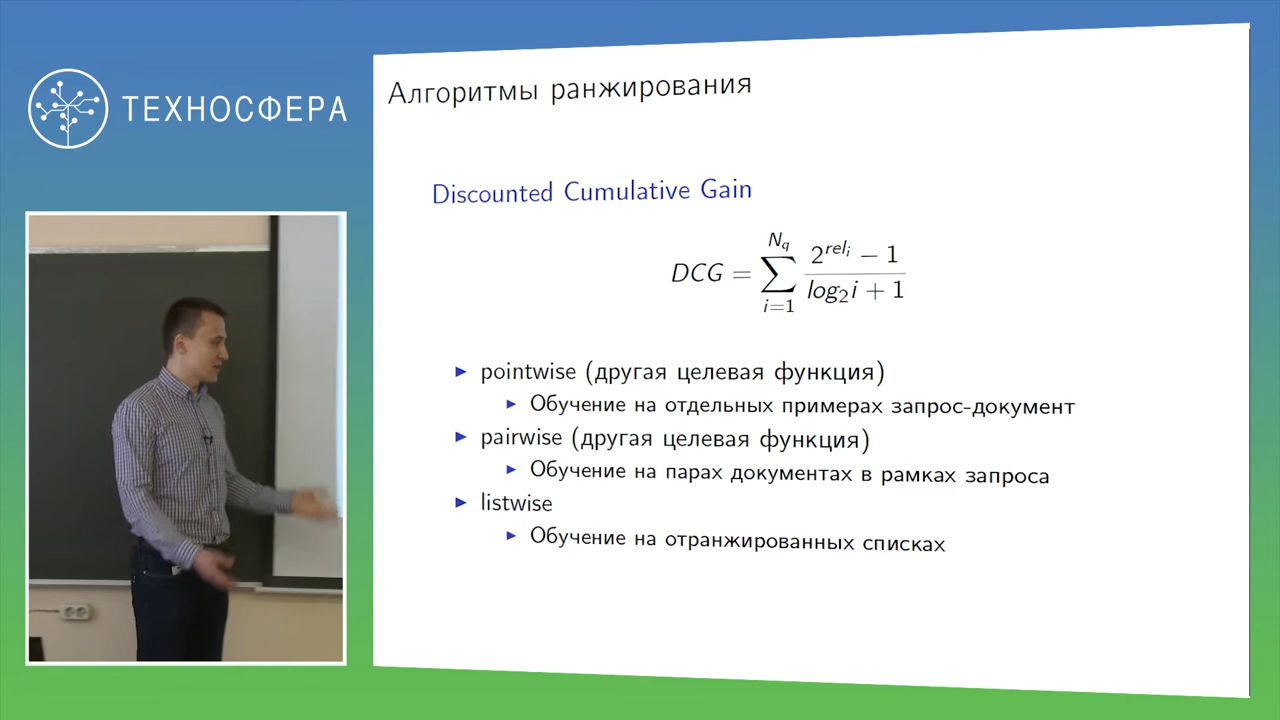 ТЕХНОСФЕРА
Алгоритмы ранжирования
Discounted Cumulative Gain
DCG = \sum_{i=1}^{N_q} \frac{2^{rel_i} - 1}{log_2 i + 1}
pointwise (другая целевая функция)
Обучение на отдельных примерах запрос-документ
pairwise (другая целевая функция)
Обучение на парах документах в рамках запроса
listwise
Обучение на отранжированных списках